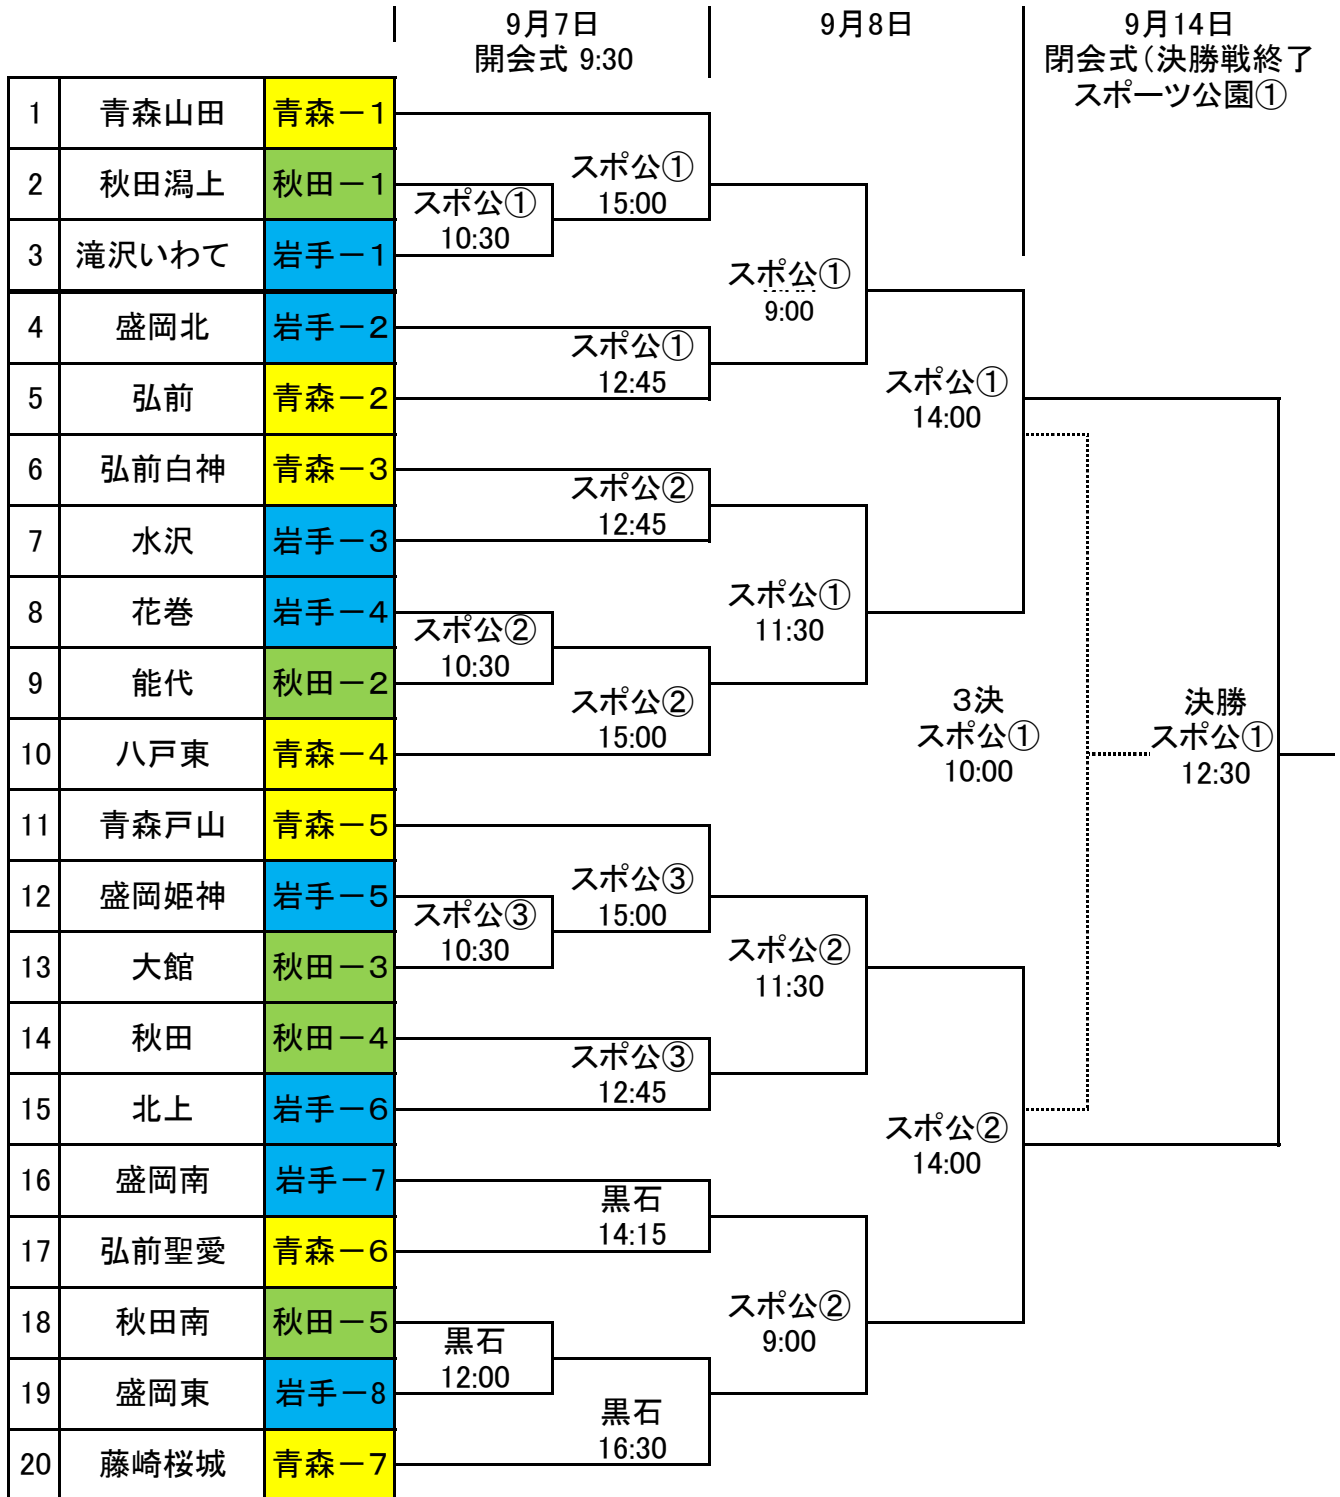 9月7日
開会式 9:30
9月8日
9月14日
閉会式（決勝戦終了
スポーツ公園①
1 青森山田 青森－1
2 秋田潟上 秋田－1
3 滝沢いわて 岩手－1
4 盛岡北 岩手－2
5 弘前 青森－2
6 弘前白神 青森－3
7 水沢 岩手－3
8 花巻 岩手－4
9 能代 秋田－2
10 八戸東 青森－4
11 青森戸山 青森－5
12 盛岡姫神 岩手－5
13 大館 秋田－3
14 秋田 秋田－4
15 北上 岩手－6
16 盛岡南 岩手－7
17 弘前聖愛 青森－6
18 秋田南 秋田－5
19 盛岡東 岩手－8
20 藤崎桜城 青森－7
スポ公①
10:30
スポ公②
10:30
スポ公③
10:30
黒石
12:00
スポ公①
15:00
スポ公①
12:45
スポ公②
12:45
スポ公②
15:00
スポ公③
15:00
スポ公③
12:45
黒石
14:15
黒石
16:30
スポ公①
9:00
スポ公①
11:30
スポ公②
11:30
スポ公②
9:00
スポ公①
14:00
スポ公②
14:00
３決
スポ公①
10:00
決勝
スポ公①
12:30